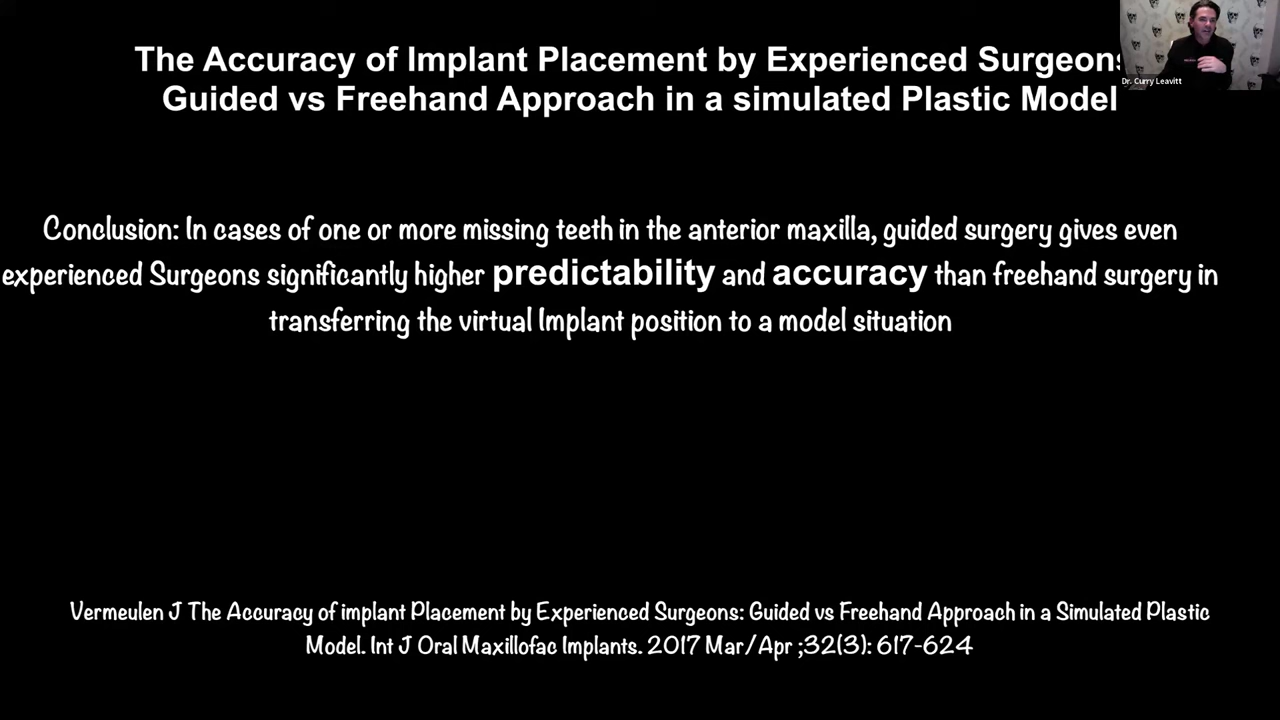 The Accuracy of Implant Placement by Experienced Surgeons
Guided vs Freehand Approach in a simulated Plastic Model
Dr. Curry Leavitt
Conclusion: In cases of one or more missing teeth in the anterior maxilla, guided surgery gives even
experienced Surgeons significantly higher predictability and accuracy than freehand surgery in
transferring the virtual Implant position to a model situation
Vermeulen J The Accuracy of implant Placement by Experienced Surgeons: Guided vs Freehand Approach in a Simulated Plastic
Model. Int J Oral Maxillofac Implants. 2017 Mar/Apr ;32(3): 617-624